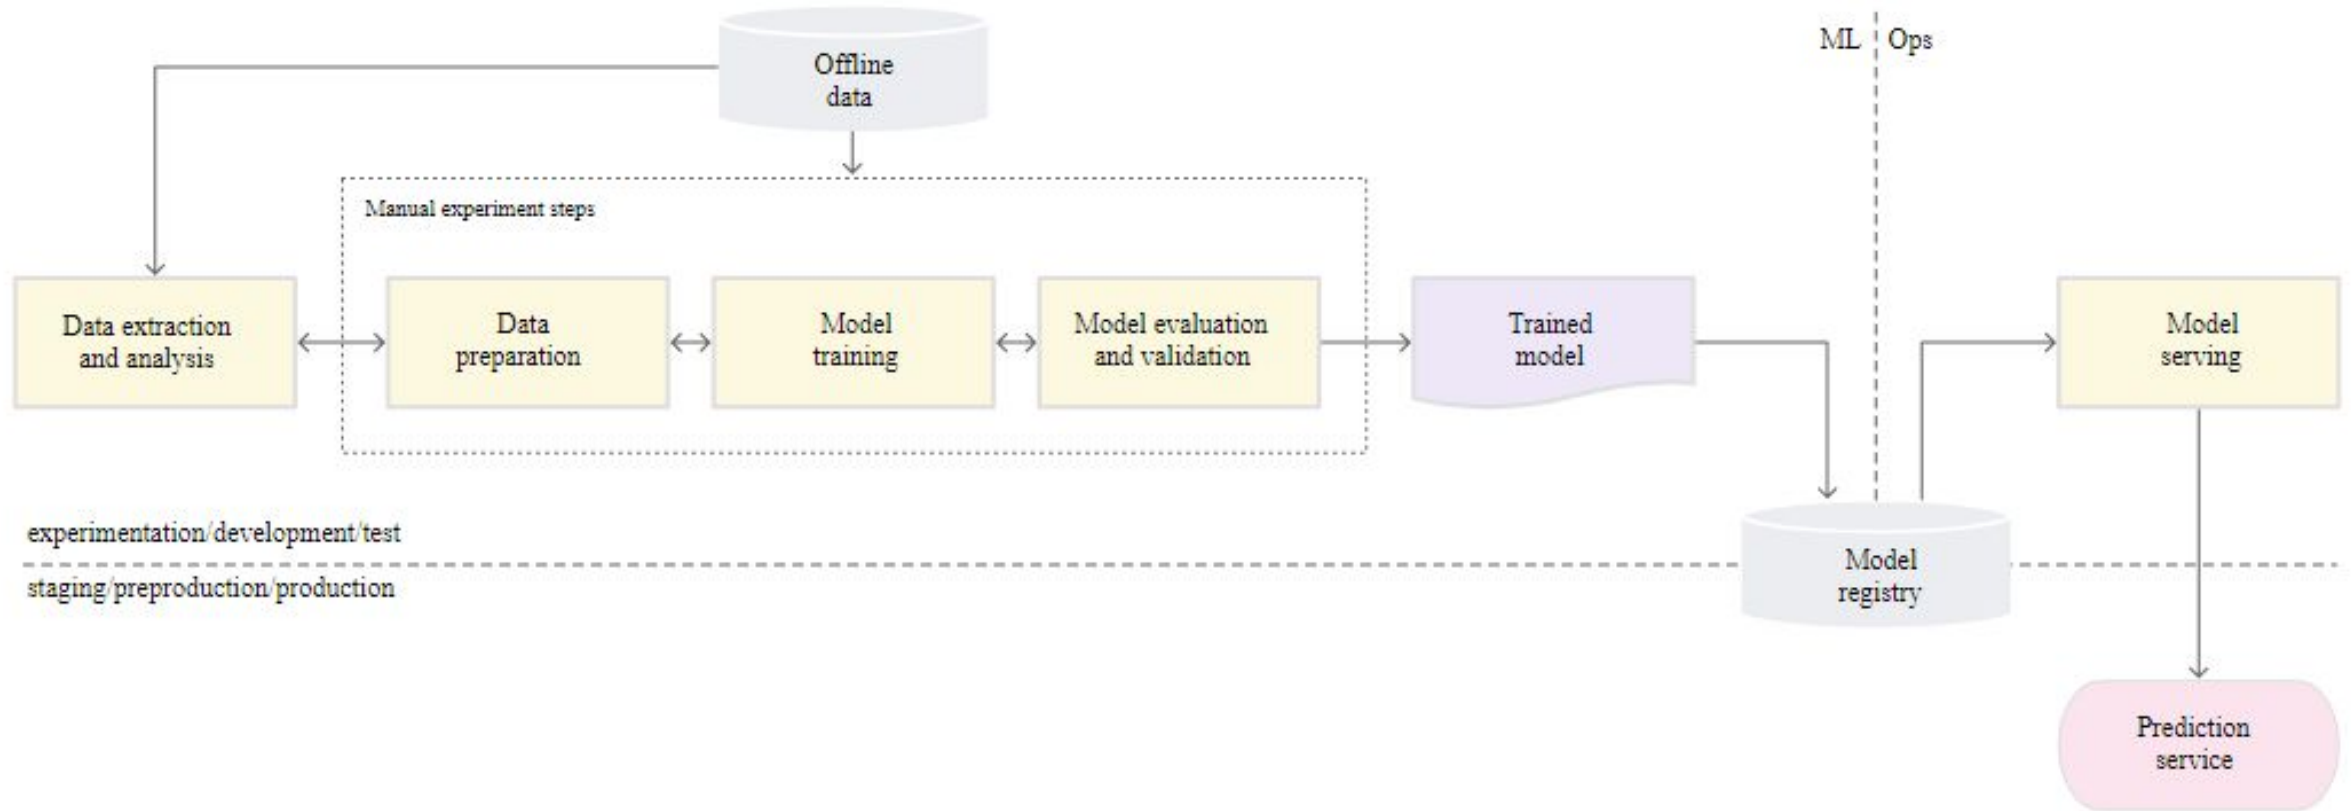 Offline
data
ML
Ops
Manual experiment steps
Data extraction
and analysis
Data
preparation
Model
training
Model evaluation
and validation
Trained
model
Model
serving
experimentation/development/test
staging/preproduction/production
Model
registry
Prediction
service